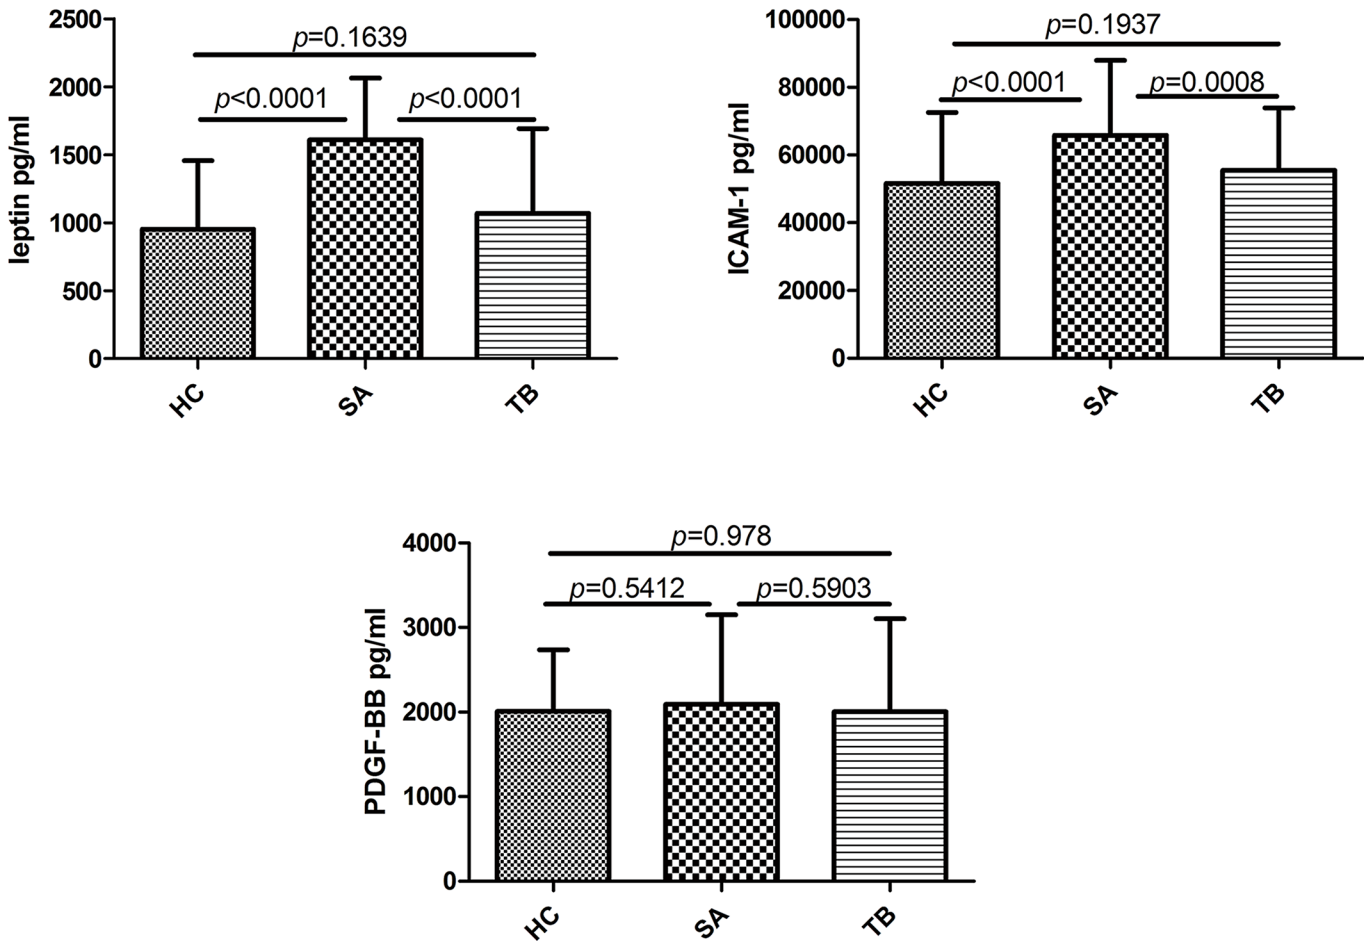 leptin pg/ml
2500
2000
1500
1000
500
0
p=0.1639
p<0.0001
p<0.0001
HC
SA
TB
ICAM-1 pg/ml
100000
80000
60000
40000
20000
0
p=0.1937
p<0.0001
p=0.0008
HC
SA
TB
PDGF-BB pg/ml
4000
3000
2000
1000
0
p=0.978
p=0.5412
p=0.5903
HC
SA
TB